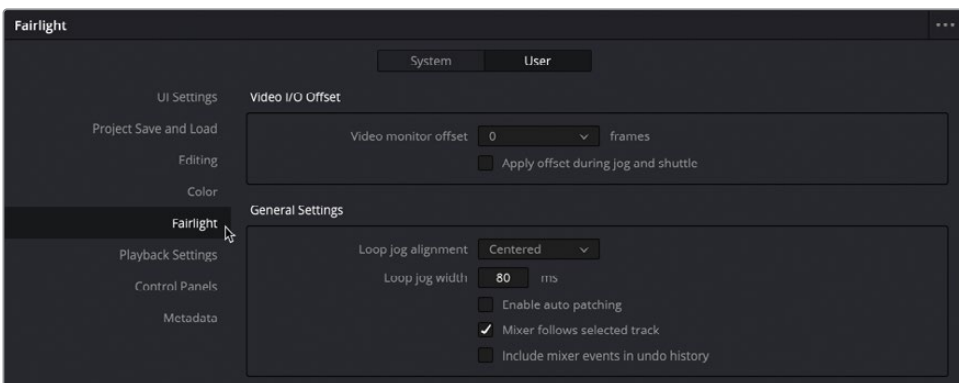 Fairlight
System User
UI Settings
Project Save and Load
Editing
Color
Fairlight
Playback Settings
Control Panels
Metadata
Video I/O Offset
Video monitor offset 0 frames
Apply offset during jog and shuttle
General Settings
Loop jog alignment Centered
Loop jog width 80 ms
Enable auto patching
Mixer follows selected track
Include mixer events in undo history